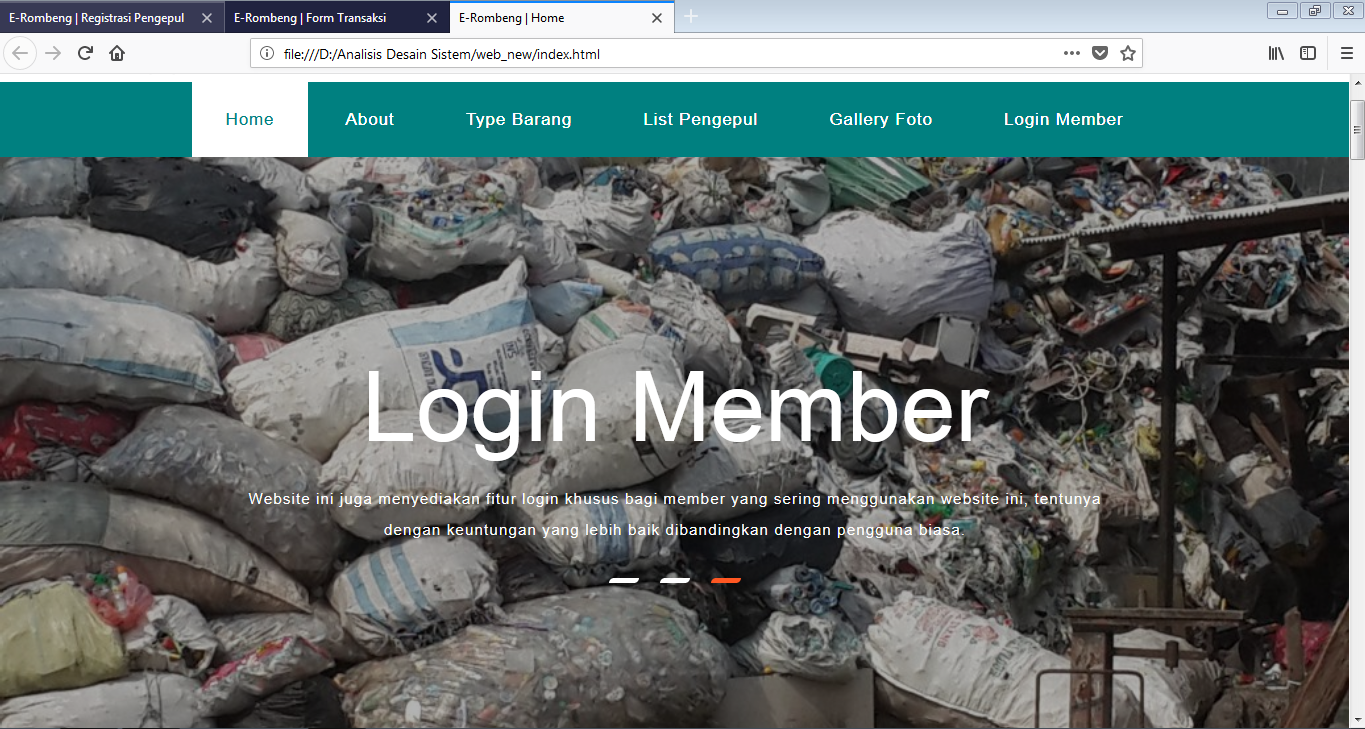 E-Rombeng | Registrasi Pengepul
E-Rombeng | Form Transaksi
E-Rombeng | Home
file:///D:/Analisis Desain Sistem/web_new/index.html
Home
About
Type Barang
List Pengepul
Gallery Foto
Login Member
Login Member
Website ini juga menyediakan fitur login khusus bagi member yang sering menggunakan website ini, tentunya
dengan keuntungan yang lebih baik dibandingkan dengan pengguna biasa.